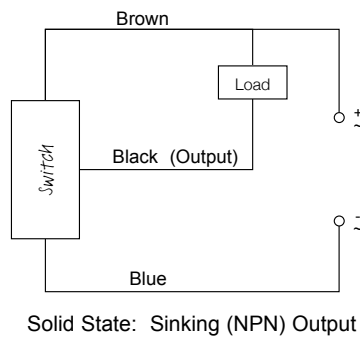 Brown
Load
+
~
Switch
Black (Output)
-
~
Blue
Solid State: Sinking (NPN) Output